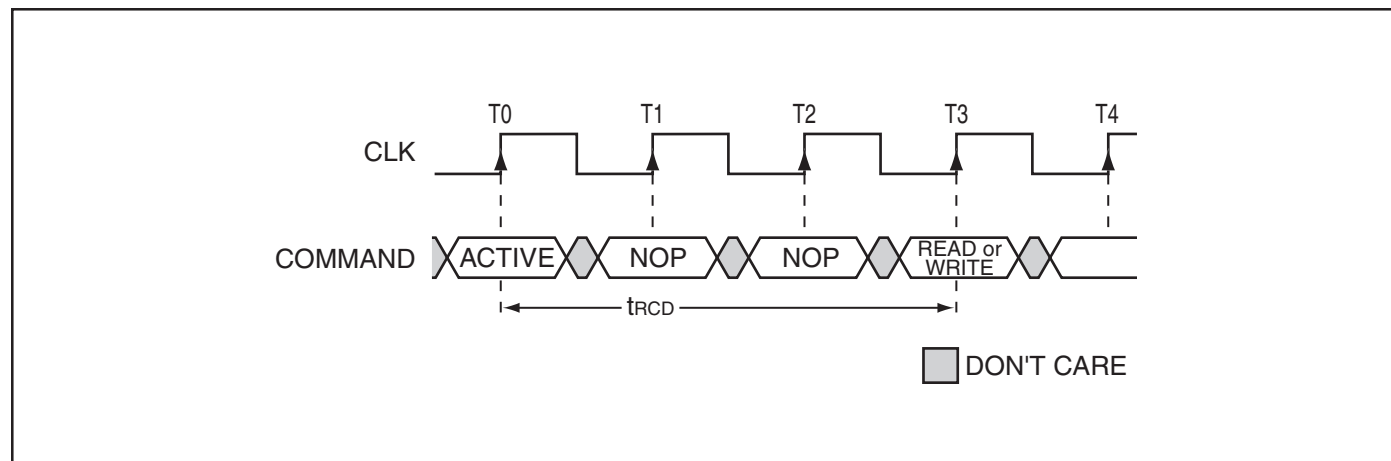 T0 T1 T2 T3 T4
CLK
COMMAND ACTIVE NOP NOP READ or
WRITE
tRCD
DON'T CARE